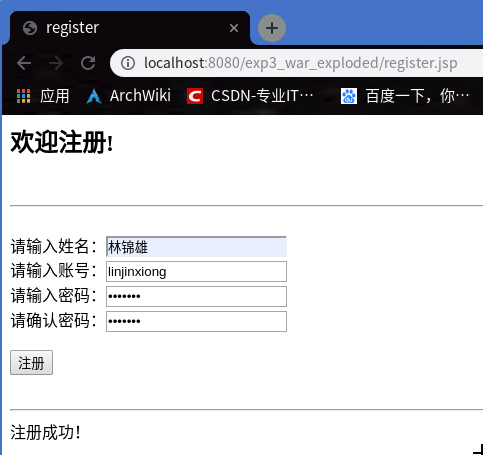 register
localhost:8080/exp3_war_exploded/register.jsp
应用 ArchWiki CSDN-专业IT… 百度一下，你…
欢迎注册!
请输入姓名：林锦雄
请输入账号：linjinxiong
请输入密码：•••••••
请确认密码：•••••••
注册
注册成功！